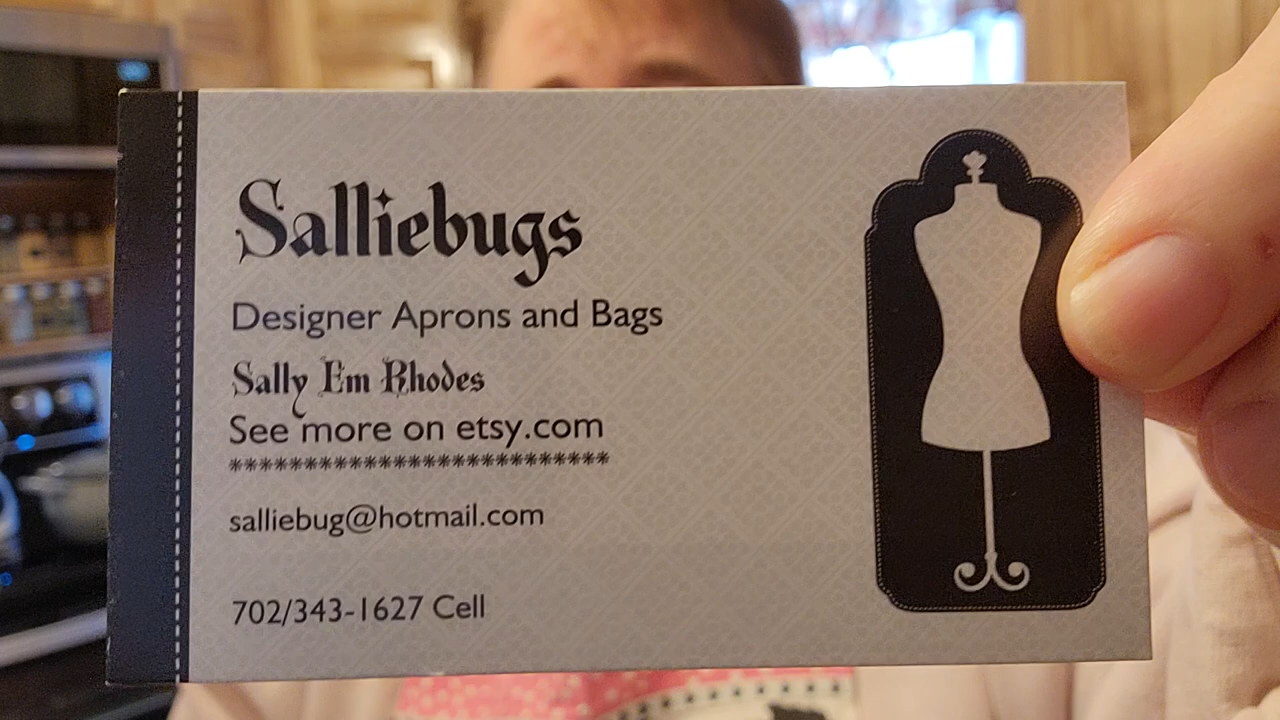 Salliebugs
Designer Aprons and Bags
Sally Em Rhodes
See more on etsy.com
*************************
salliebug@hotmail.com
702/343-1627 Cell